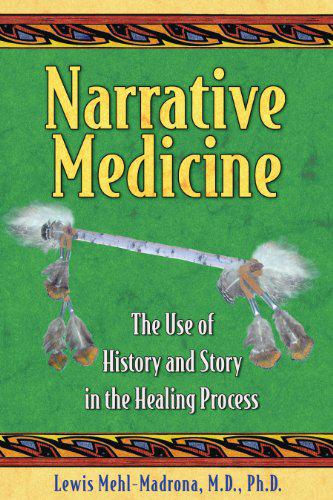 Narrative
Medicine
The Use of
History and Story
in the Healing Process
Lewis Mehl-Madrona, M.D., Ph.D.